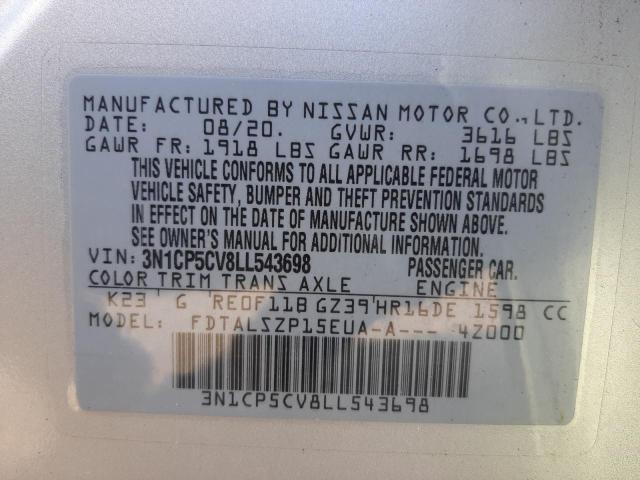 MANUFACTURED BY NISSAN MOTOR CO., LTD.
DATE: 08/20. GVWR: 3616 LBS
GAWR FR: 1918 LBS GAWR RR: 1698 LBS
THIS VEHICLE CONFORMS TO ALL APPLICABLE FEDERAL MOTOR
VEHICLE SAFETY, BUMPER AND THEFT PREVENTION STANDARDS
IN EFFECT ON THE DATE OF MANUFACTURE SHOWN ABOVE.
SEE OWNER'S MANUAL FOR ADDITIONAL INFORMATION
VIN: 3N1CP5CV8LL543698 PASSENGER CAR.
COLOR TRIM TRANS AXLE ENGINE
K23 G RE0F11B GZ39 HR16DE 1598 CC
MODEL: FDTALSZP15EUA-A--- 4Z000
3N1CP5CV8LL543698